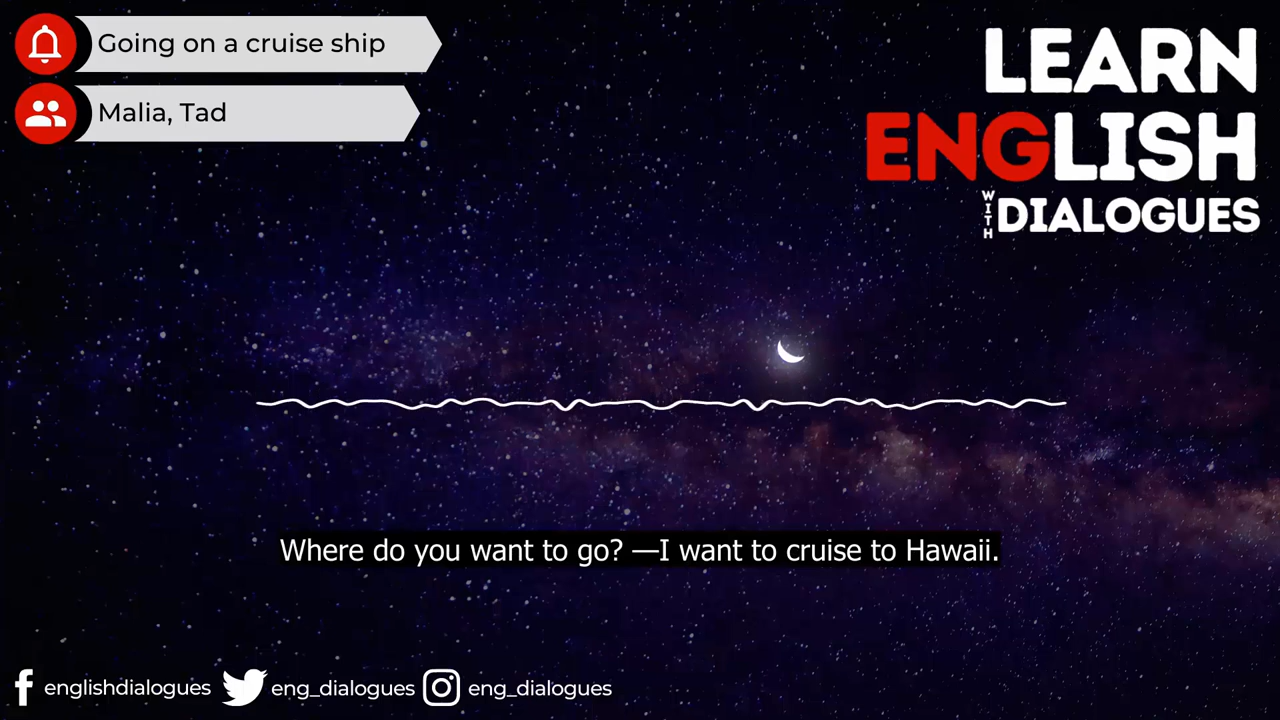 Going on a cruise ship
Malia, Tad
LEARN
ENGLISH
WITH DIALOGUES
Where do you want to go? —I want to cruise to Hawaii.
englishdialogues eng_dialogues eng_dialogues